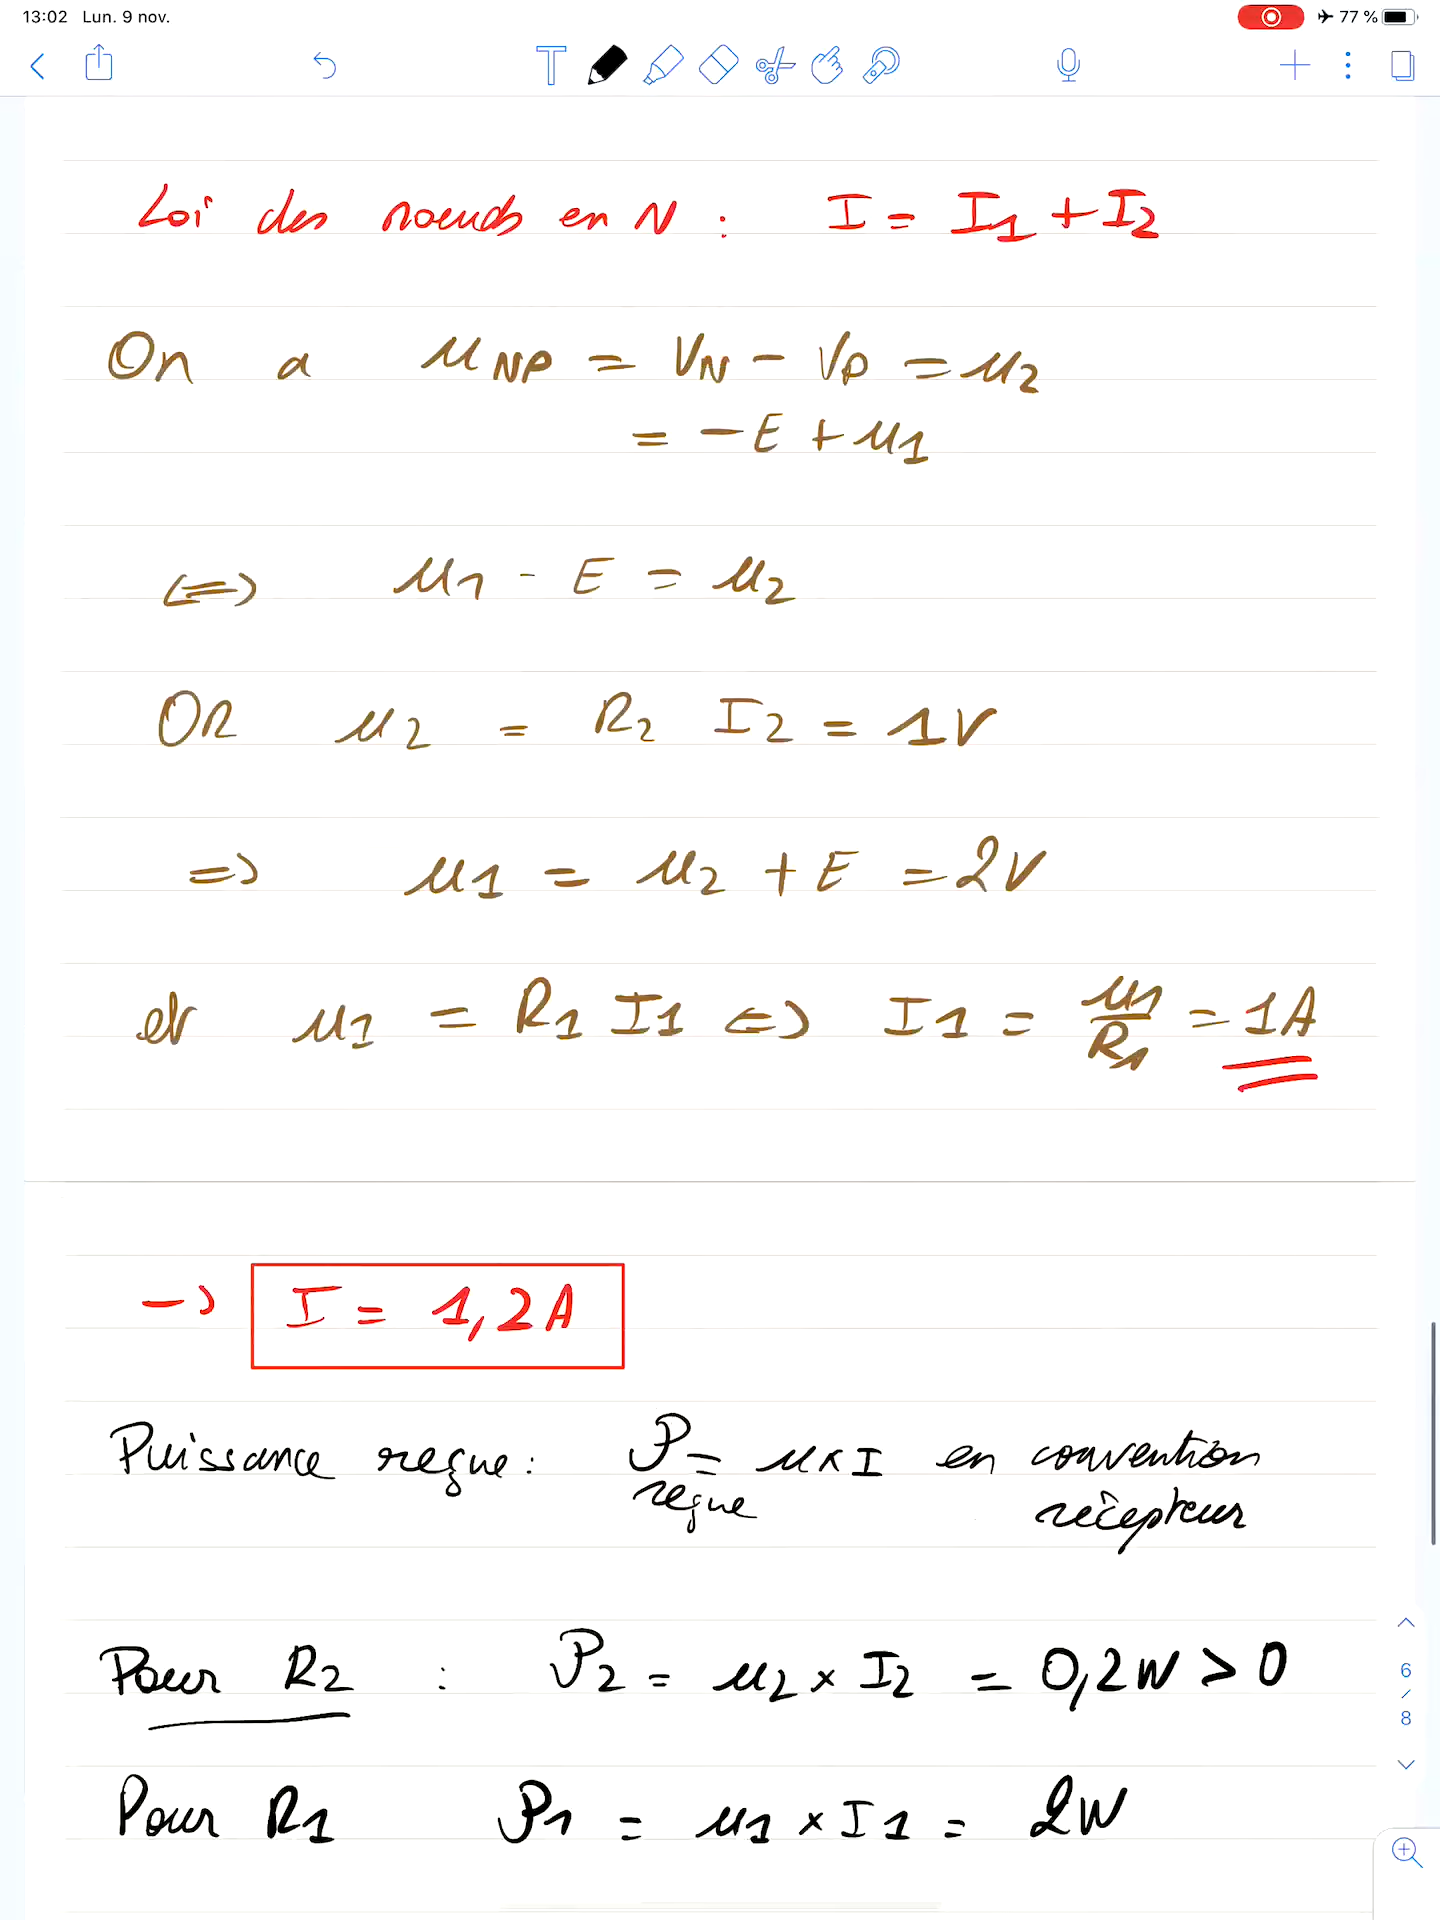 13:02 Lun. 9 nov. 77 %
T
Loi des noeuds en N : I = I1 + I2
On a uNP = VN - VP = u2
= -E + u1
<=> u1 - E = u2
OR u2 = R2 I2 = 1V
=> u1 = u2 + E = 2V
et u1 = R1 I1 <=> I1 = u1/R1 = 1A
-> I = 1,2A
Puissance reçue : P reçue = u x I en convention
récepteur
Pour R2 : P2 = u2 x I2 = 0,2W > 0
Pour R1 P1 = u1 x I1 = 2W
6
/
8